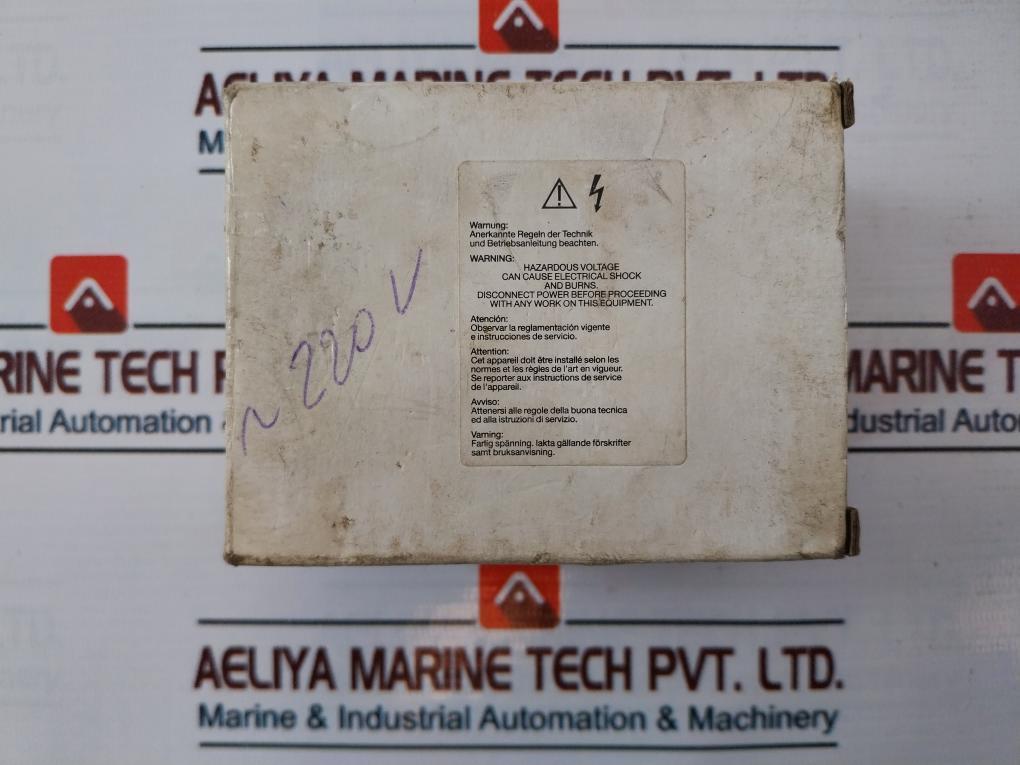 AELIYA MARINE TECH PVT. LTD.
M
~ 220 V
Warnung:
Anerkannte Regeln der Technik
und Betriebsanleitung beachten.
WARNING:
HAZARDOUS VOLTAGE
CAN CAUSE ELECTRICAL SHOCK
AND BURNS.
DISCONNECT POWER BEFORE PROCEEDING
WITH ANY WORK ON THIS EQUIPMENT.
Atención:
Observar la reglamentación vigente
e instrucciones de servicio.
Attention:
Cet appareil doit être installé selon les
normes et les règles de l'art en vigueur.
Se reporter aux instructions de service
de l'appareil.
Avviso:
Attenersi alle regole della buona tecnica
ed alla istruzioni di servizio.
Varning:
Farlig spänning. Iakta gällande förskrifter
samt bruksanvisning.
RINE TECH P
trial Automation &
MARINE TE
dustrial Auto
AELIYA MARINE TECH PVT. LTD.
Marine & Industrial Automation & Machinery